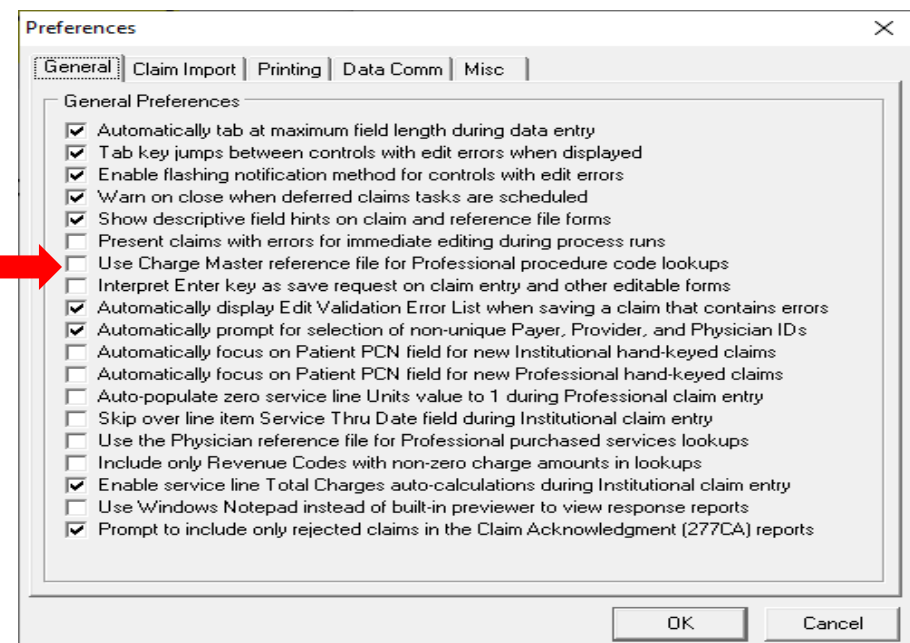 Preferences
General Claim Import Printing Data Comm Misc
General Preferences
Automatically tab at maximum field length during data entry
Tab key jumps between controls with edit errors when displayed
Enable flashing notification method for controls with edit errors
Warn on close when deferred claims tasks are scheduled
Show descriptive field hints on claim and reference file forms
Present claims with errors for immediate editing during process runs
Use Charge Master reference file for Professional procedure code lookups
Interpret Enter key as save request on claim entry and other editable forms
Automatically display Edit Validation Error List when saving a claim that contains errors
Automatically prompt for selection of non-unique Payer, Provider, and Physician IDs
Automatically focus on Patient PCN field for new Institutional hand-keyed claims
Automatically focus on Patient PCN field for new Professional hand-keyed claims
Auto-populate zero service line Units value to 1 during Professional claim entry
Skip over line item Service Thru Date field during Institutional claim entry
Use the Physician reference file for Professional purchased services lookups
Include only Revenue Codes with non-zero charge amounts in lookups
Enable service line Total Charges auto-calculations during Institutional claim entry
Use Windows Notepad instead of built-in previewer to view response reports
Prompt to include only rejected claims in the Claim Acknowledgment (277CA) reports
OK Cancel